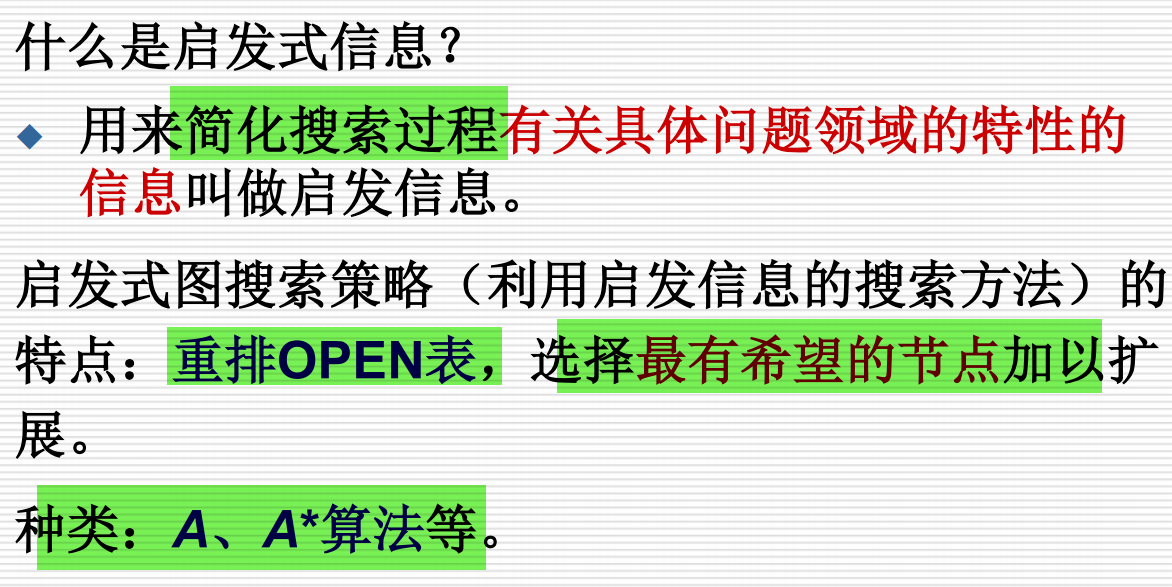 什么是启发式信息？
◆ 用来简化搜索过程有关具体问题领域的特性的
信息叫做启发信息。
启发式图搜索策略（利用启发信息的搜索方法）的
特点：重排OPEN表，选择最有希望的节点加以扩
展。
种类：A、A*算法等。